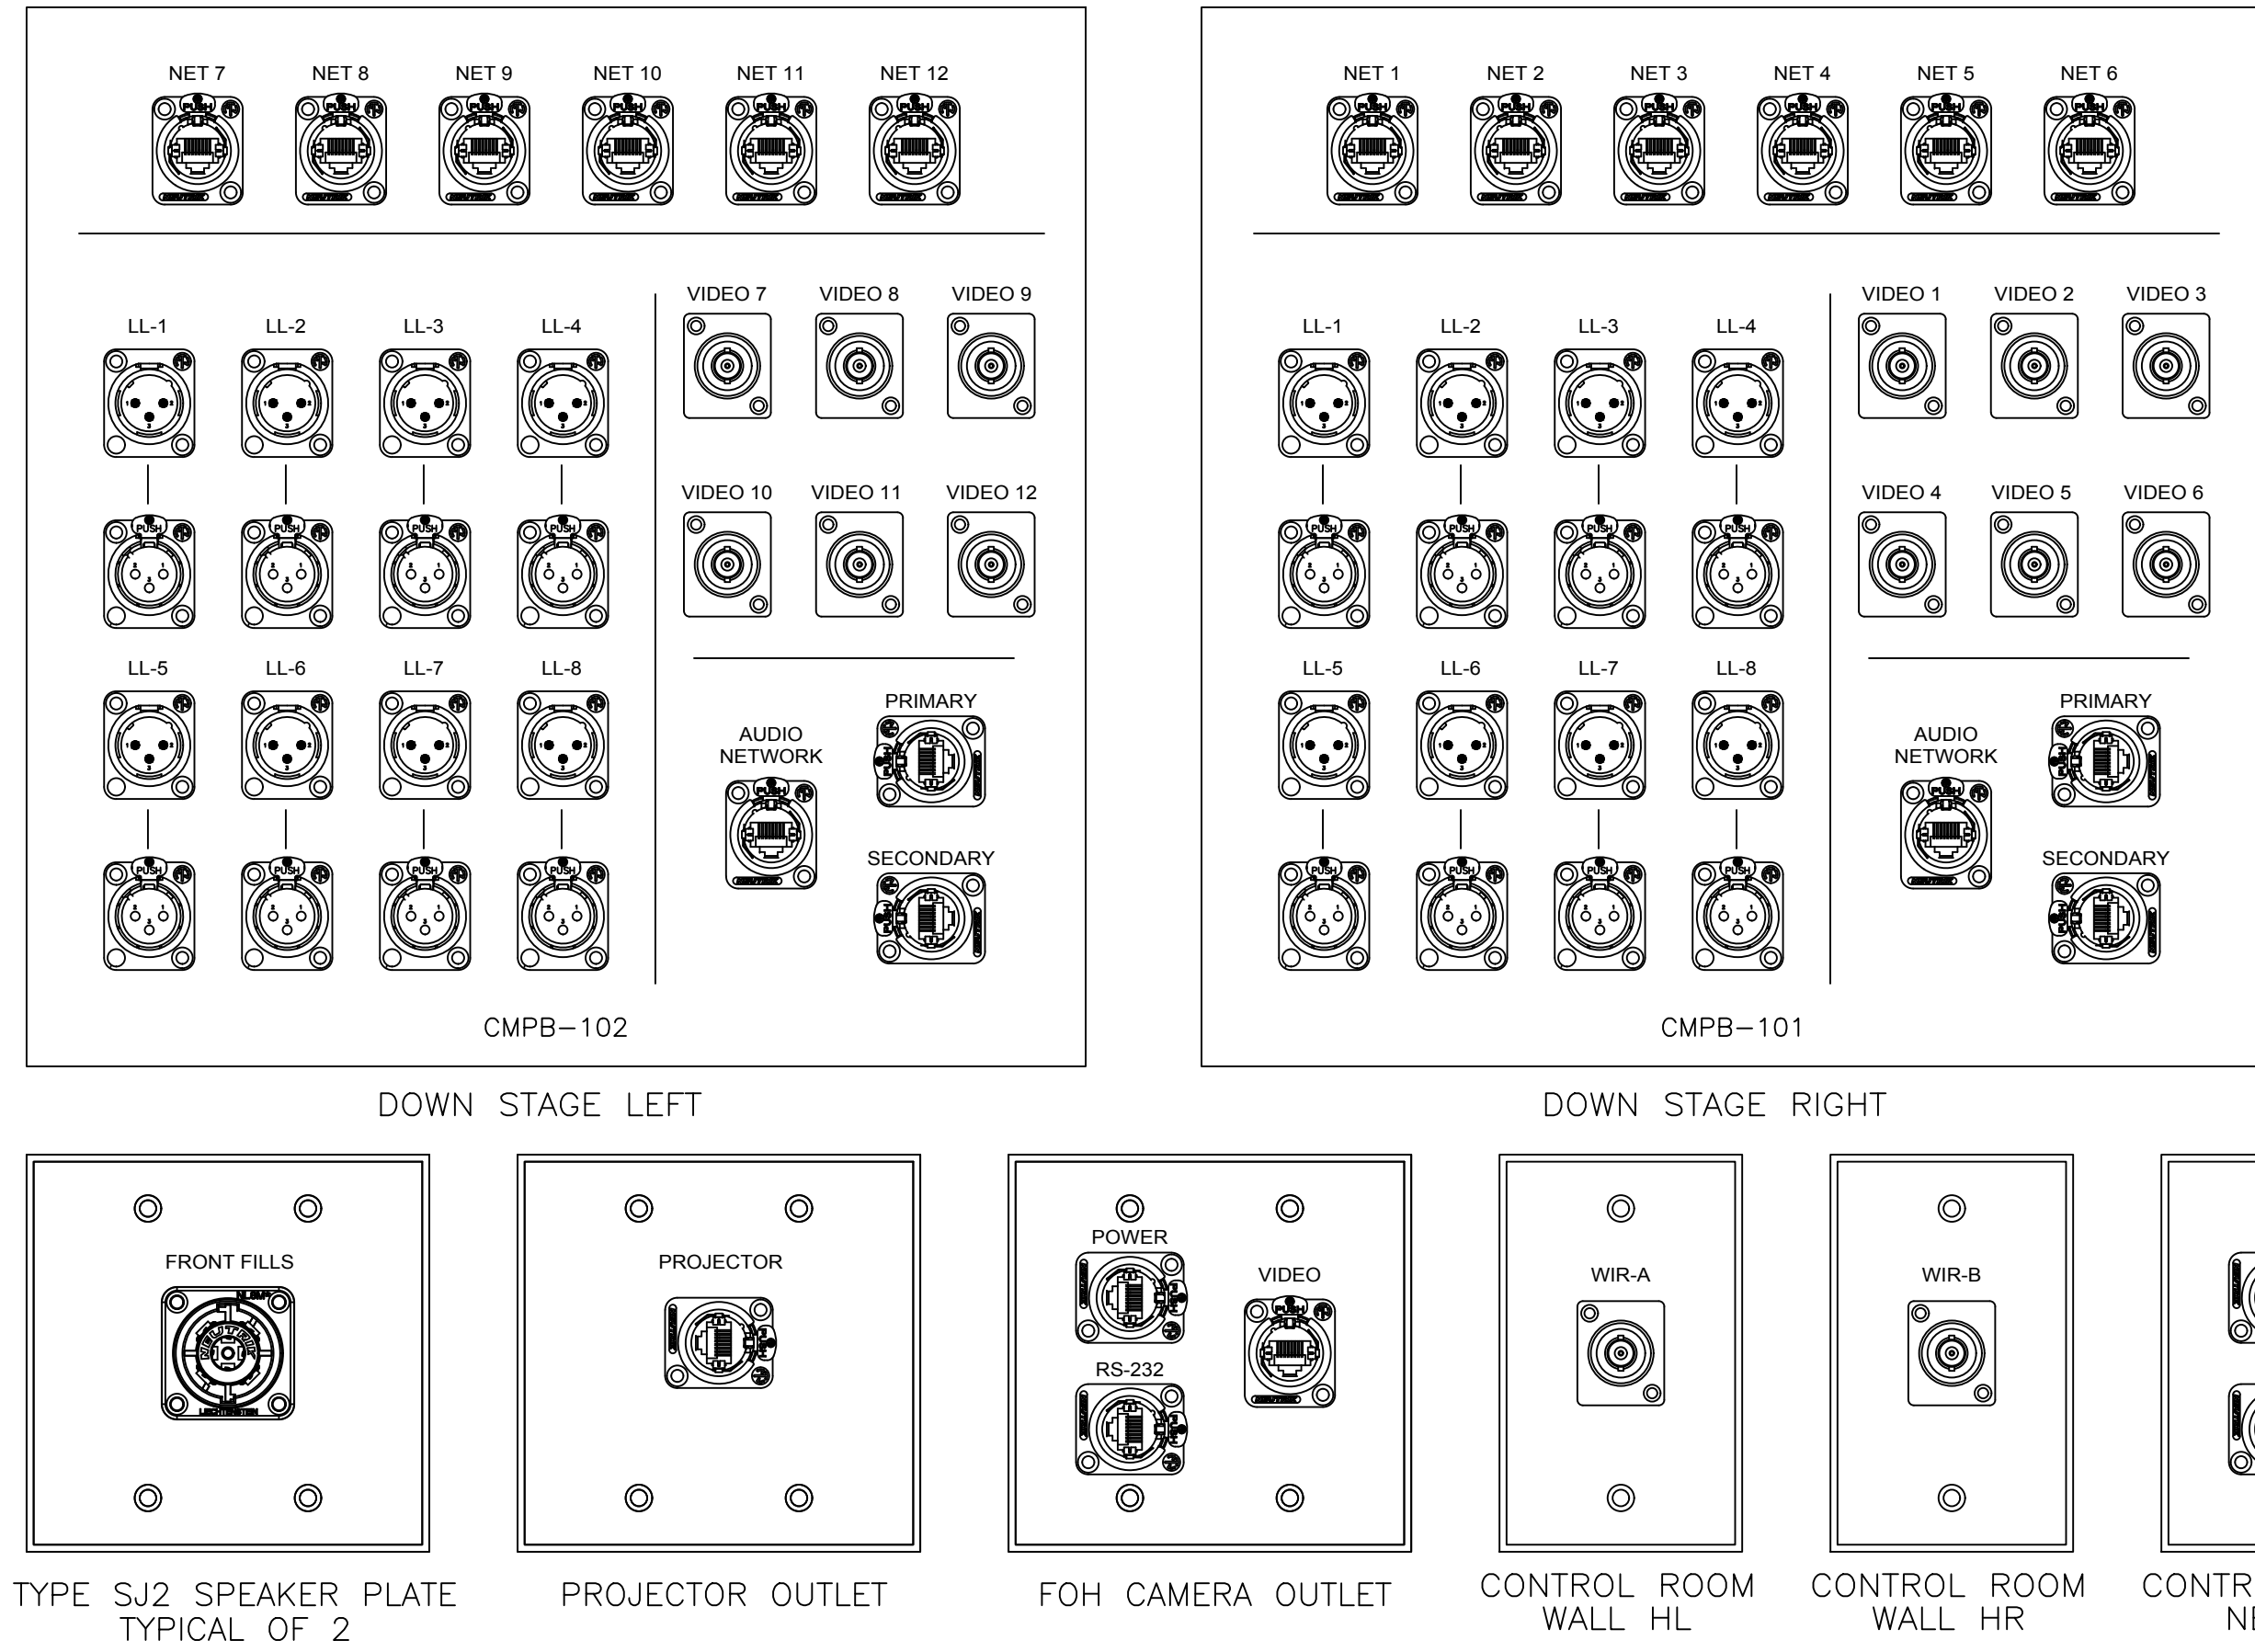 NET 7 NET 8 NET 9 NET 10 NET 11 NET 12
VIDEO 7 VIDEO 8 VIDEO 9
LL-1 LL-2 LL-3 LL-4
VIDEO 10 VIDEO 11 VIDEO 12
LL-5 LL-6 LL-7 LL-8
PRIMARY
AUDIO
NETWORK
SECONDARY
CMPB-102
DOWN STAGE LEFT
NET 1 NET 2 NET 3 NET 4 NET 5 NET 6
VIDEO 1 VIDEO 2 VIDEO 3
LL-1 LL-2 LL-3 LL-4
VIDEO 4 VIDEO 5 VIDEO 6
LL-5 LL-6 LL-7 LL-8
PRIMARY
AUDIO
NETWORK
SECONDARY
CMPB-101
DOWN STAGE RIGHT
FRONT FILLS
NEUTRIK
LIECHTENSTEIN
TYPE SJ2 SPEAKER PLATE
TYPICAL OF 2
PROJECTOR
PUSH
PROJECTOR OUTLET
POWER
PUSH
VIDEO
PUSH
RS-232
PUSH
FOH CAMERA OUTLET
WIR-A
CONTROL ROOM
WALL HL
WIR-B
CONTROL ROOM
WALL HR